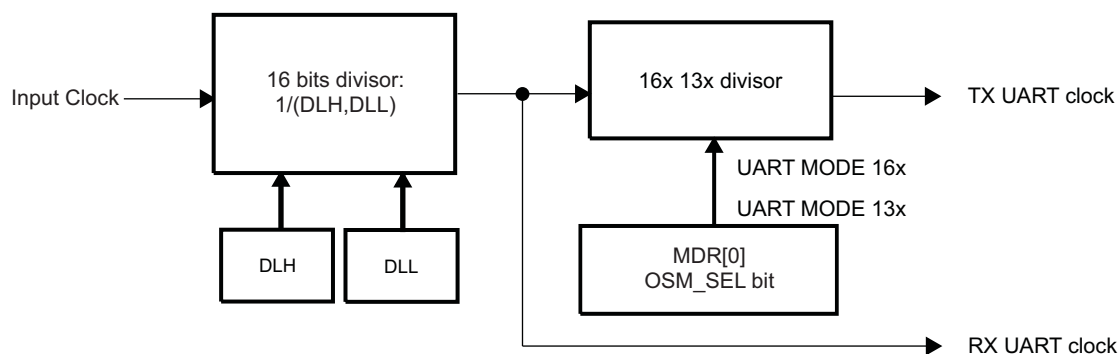 Input Clock
16 bits divisor:
1/(DLH,DLL)
16x 13x divisor
TX UART clock
UART MODE 16x
UART MODE 13x
DLH
DLL
MDR[0]
OSM_SEL bit
RX UART clock